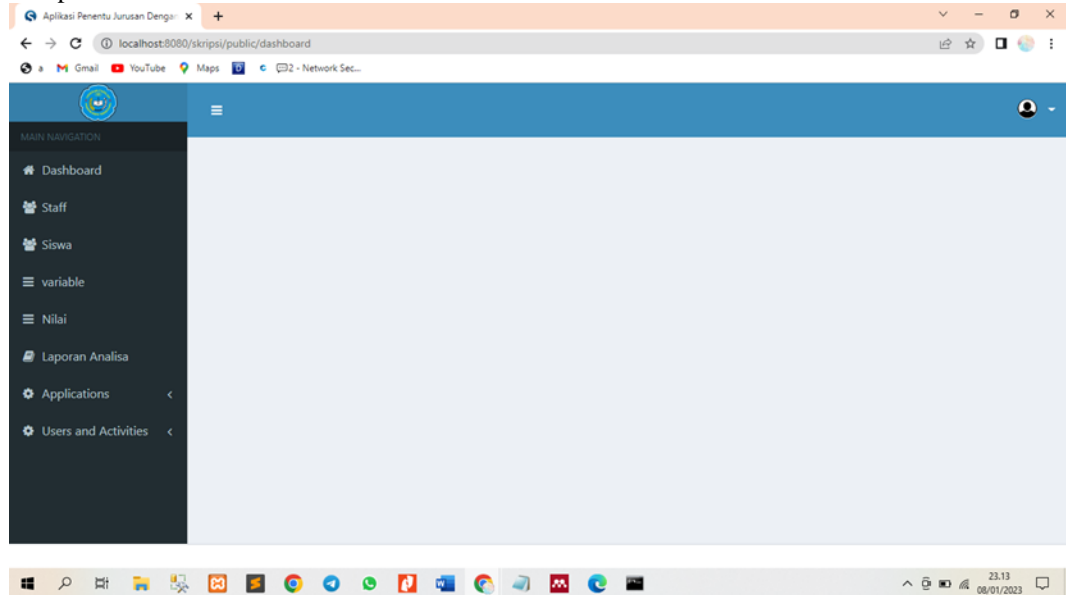 Aplikasi Penentu Jurusan Dengan
localhost:8080/skripsi/public/dashboard
a Gmail YouTube Maps D c 2 - Network Sec...
MAIN NAVIGATION
Dashboard
Staff
Siswa
variable
Nilai
Laporan Analisa
Applications
Users and Activities
23.13
08/01/2023